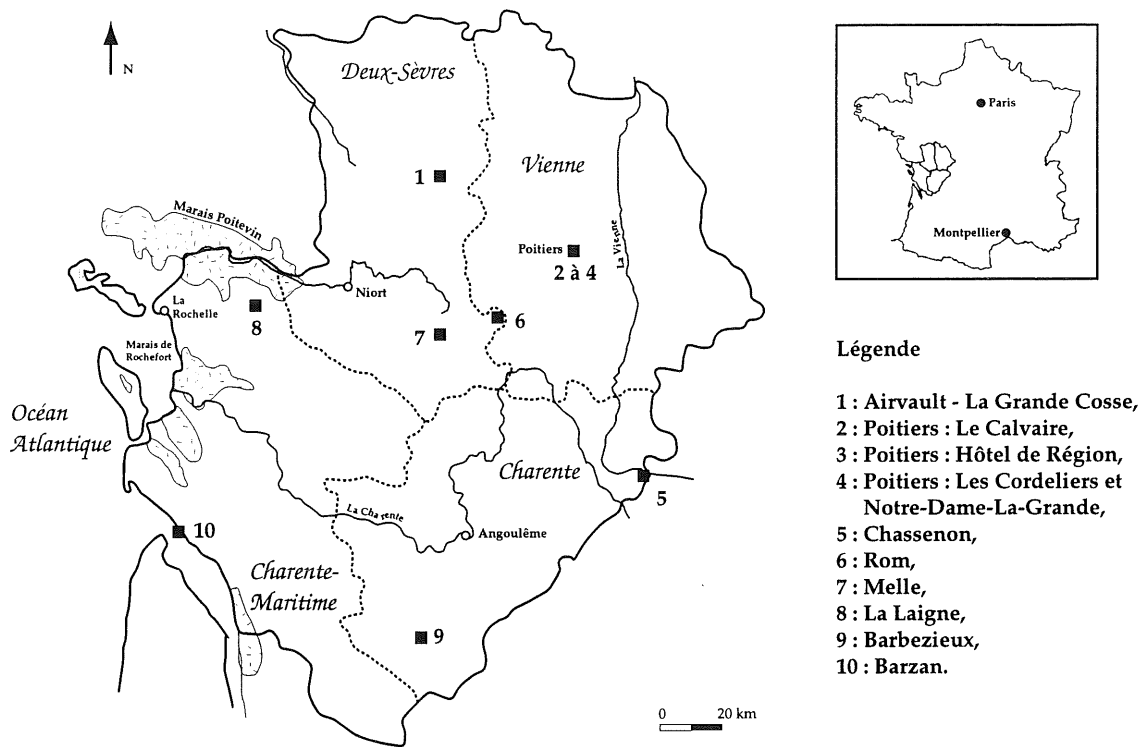 N
Deux-Sèvres
Vienne
1
Marais Poitevin
Poitiers
2 à 4
La Vienne
Niort
La
Rochelle
8
7
6
Marais de
Rochefort
Océan
Atlantique
Charente
5
La Charente
Angoulême
10
Charente-
Maritime
9
0 20 km
Paris
Montpellier
Légende
1 : Airvault - La Grande Cosse,
2 : Poitiers : Le Calvaire,
3 : Poitiers : Hôtel de Région,
4 : Poitiers : Les Cordeliers et
Notre-Dame-La-Grande,
5 : Chassenon,
6 : Rom,
7 : Melle,
8 : La Laigne,
9 : Barbezieux,
10 : Barzan.